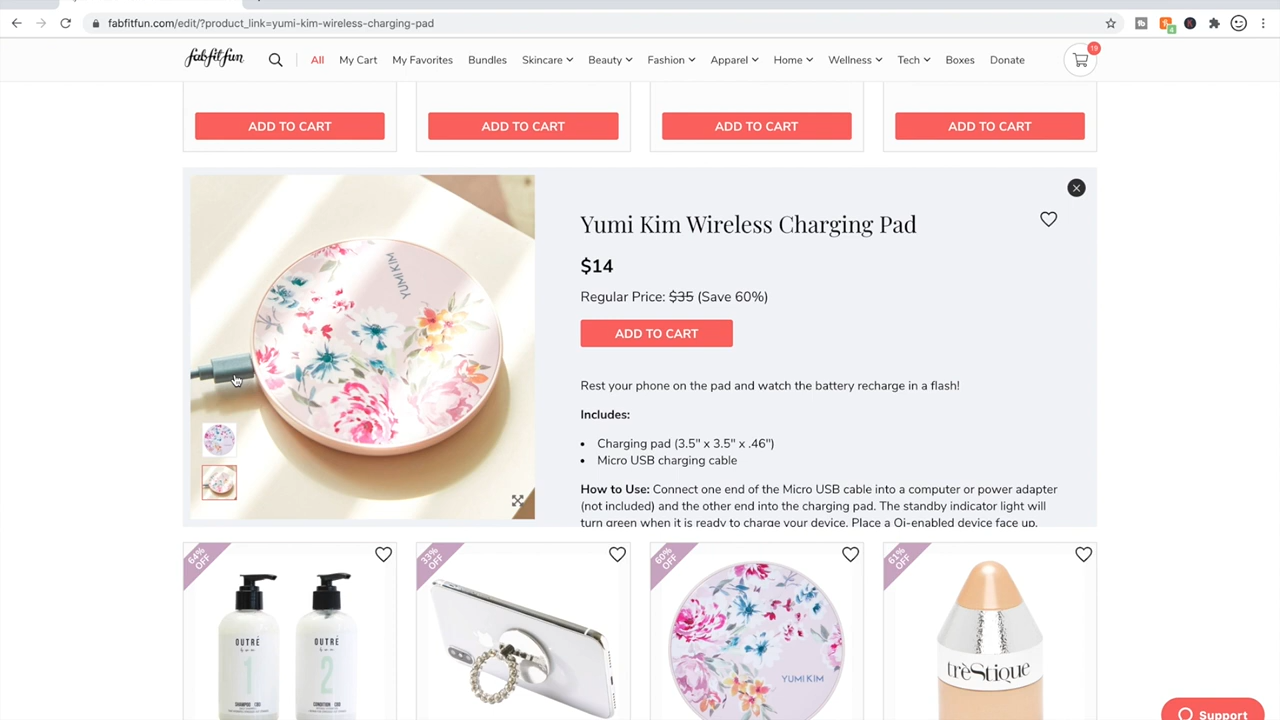 fabfitfun.com/edit/?product_link=yumi-kim-wireless-charging-pad
fabfitfun All My Cart My Favorites Bundles Skincare Beauty Fashion Apparel Home Wellness Tech Boxes Donate 19
ADD TO CART ADD TO CART ADD TO CART ADD TO CART
YUMI KIM
Yumi Kim Wireless Charging Pad
$14
Regular Price: $35 (Save 60%)
ADD TO CART
Rest your phone on the pad and watch the battery recharge in a flash!
Includes:
• Charging pad (3.5" x 3.5" x .46")
• Micro USB charging cable
How to Use: Connect one end of the Micro USB cable into a computer or power adapter
(not included) and the other end into the charging pad. The standby indicator light will
turn green when it is ready to charge your device. Place a Qi-enabled device face up,
64% OFF
33% OFF
60% OFF
61% OFF
OUTRÉ
1
SHAMPOO CBD
OUTRÉ
2
CONDITION CBD
YUMI KIM
trèStique
Support